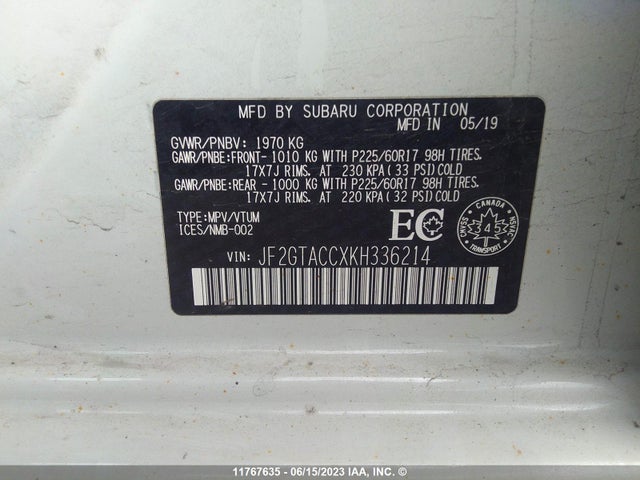 MFD BY SUBARU CORPORATION
MFD IN 05/19
GVWR/PNBV: 1970 KG
GAWR/PNBE:FRONT- 1010 KG WITH P225/60R17 98H TIRES.
17X7J RIMS. AT 230 KPA (33 PSI)COLD
GAWR/PNBE:REAR - 1000 KG WITH P225/60R17 98H TIRES.
17X7J RIMS. AT 220 KPA (32 PSI)COLD
TYPE:MPV/VTUM
ICES/NMB-002
EC
CANADA
CMVSS 345 NSVAC
TRANSPORT
VIN: JF2GTACCXKH336214
11767635 - 06/15/2023 IAA, INC. ©